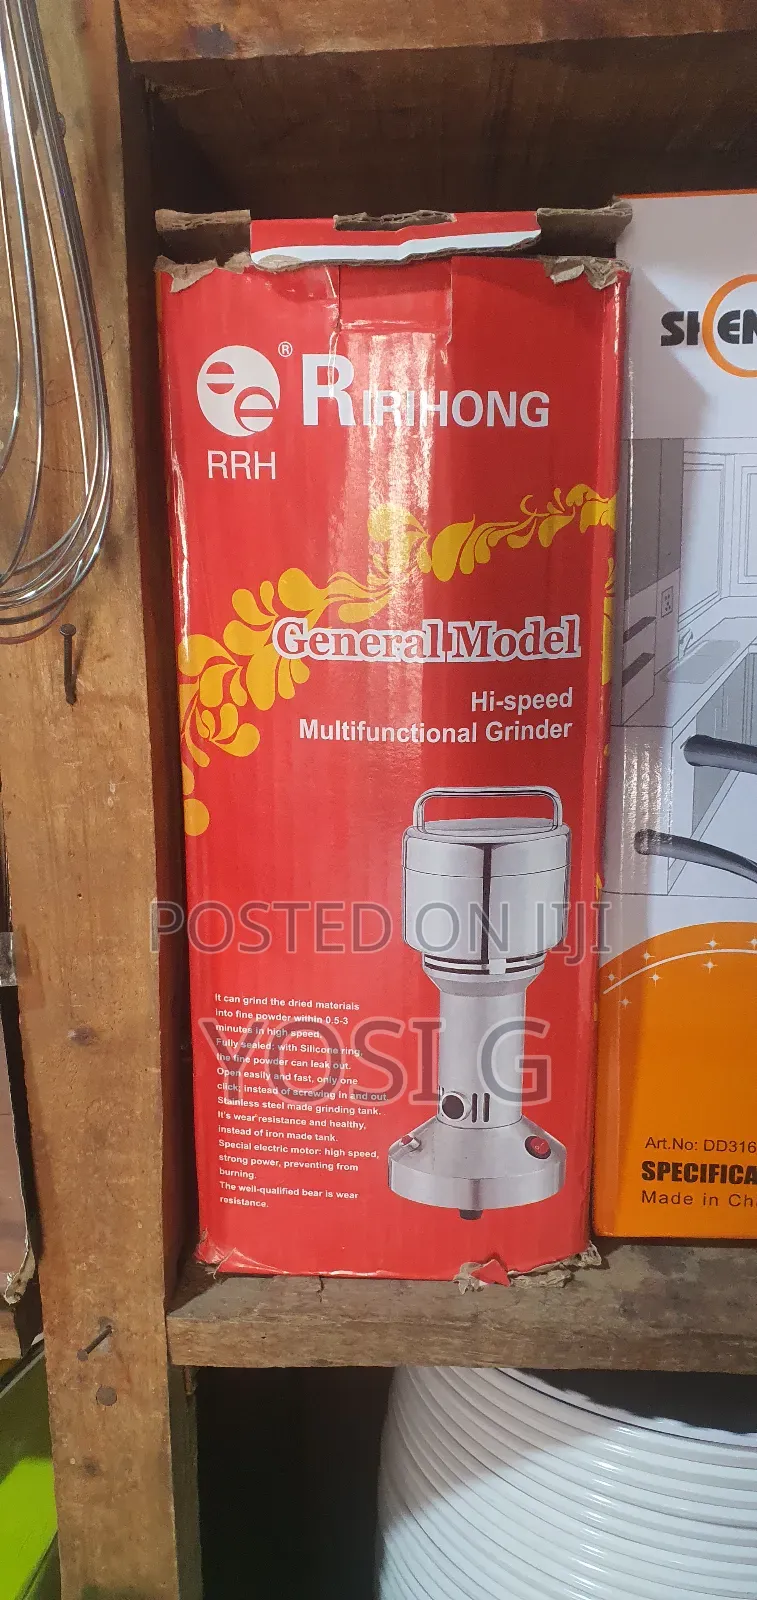 RIRIHONG
®
RRH
SHEN
General Model
Hi-speed
Multifunctional Grinder
POSTED ON JIJI
YOSI G
It can grind the dried materials
into fine powder within 0.5-3
minutes in high speed,
Fully sealed: with Silicone ring,
the fine powder can leak out.
Open easily and fast, only one
click; instead of screwing in and out
Stainless steel made grinding tank.
It's wear resistance and healthy,
instead of iron made tank.
Special electric motor: high speed,
strong power, preventing from
burning.
The well-qualified bear is wear
resistance.
Art.No: DD316
SPECIFICA
Made in Ch